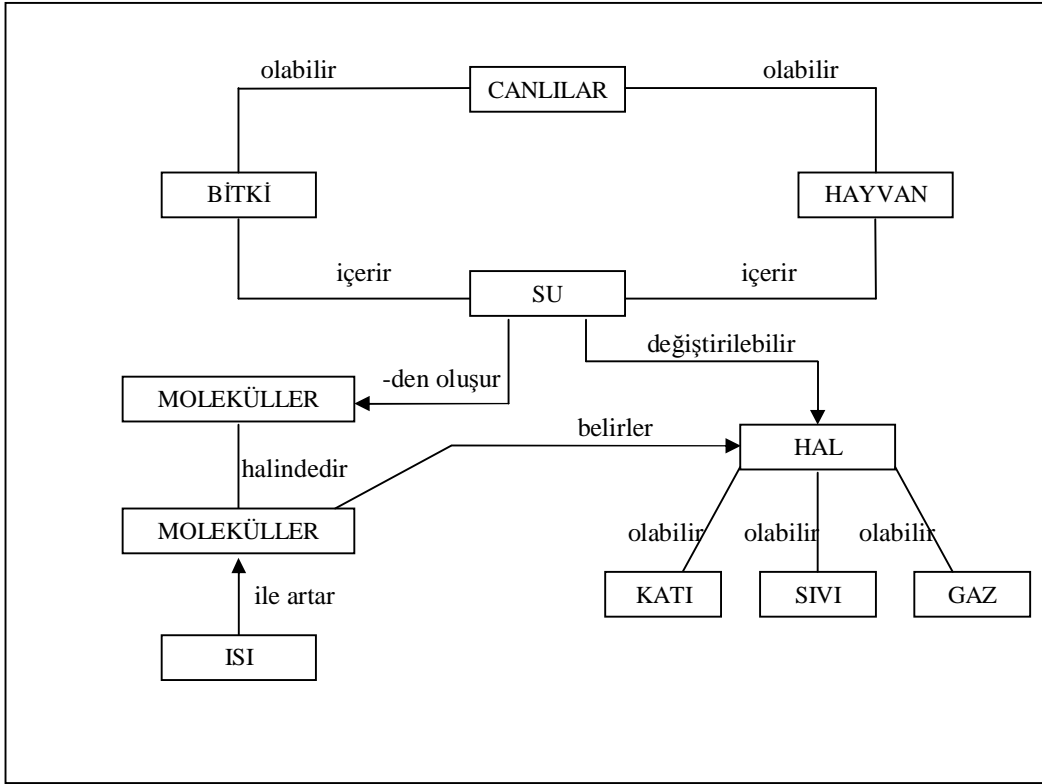 olabilir
CANLILAR
olabilir
BİTKİ
HAYVAN
içerir
SU
içerir
değiştirilebilir
-den oluşur
MOLEKÜLLER
belirler
HAL
halindedir
MOLEKÜLLER
olabilir
olabilir
olabilir
KATI
SIVI
GAZ
ile artar
ISI